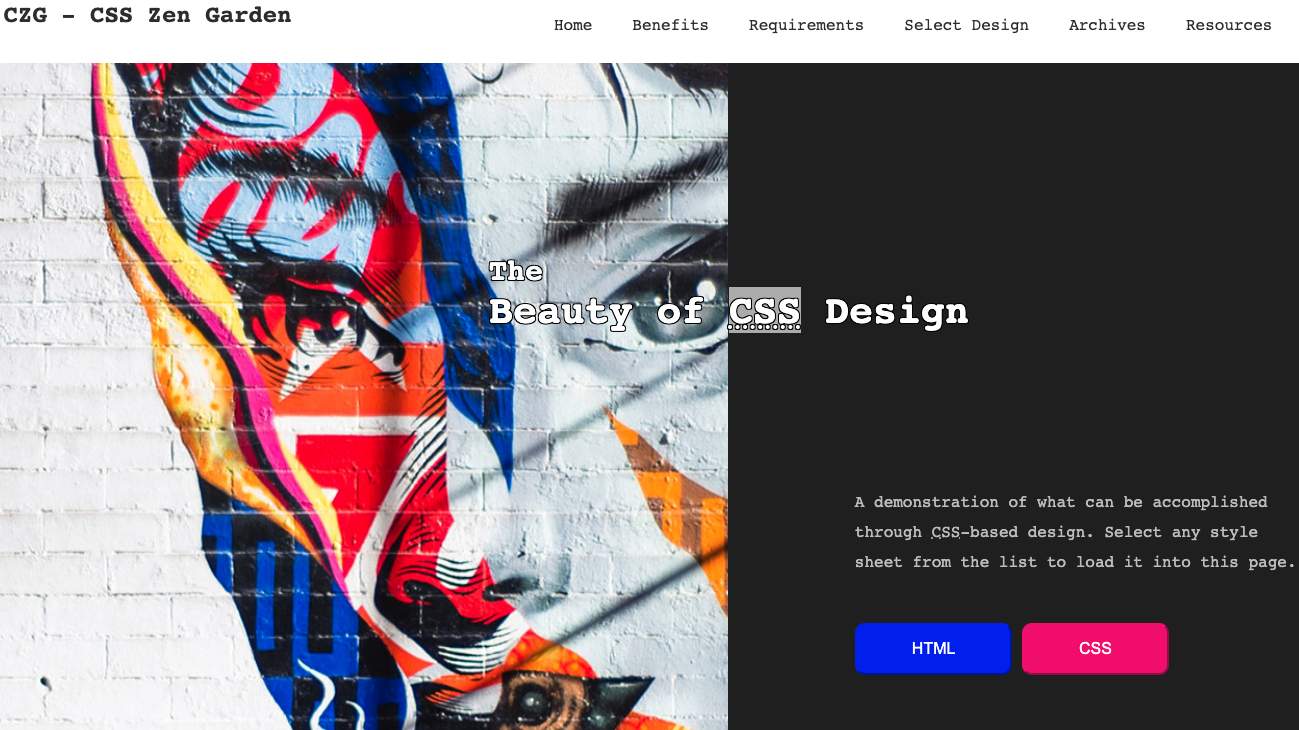 CZG - CSS Zen Garden
Home Benefits Requirements Select Design Archives Resources
The
Beauty of CSS Design
A demonstration of what can be accomplished
through CSS-based design. Select any style
sheet from the list to load it into this page.
HTML CSS